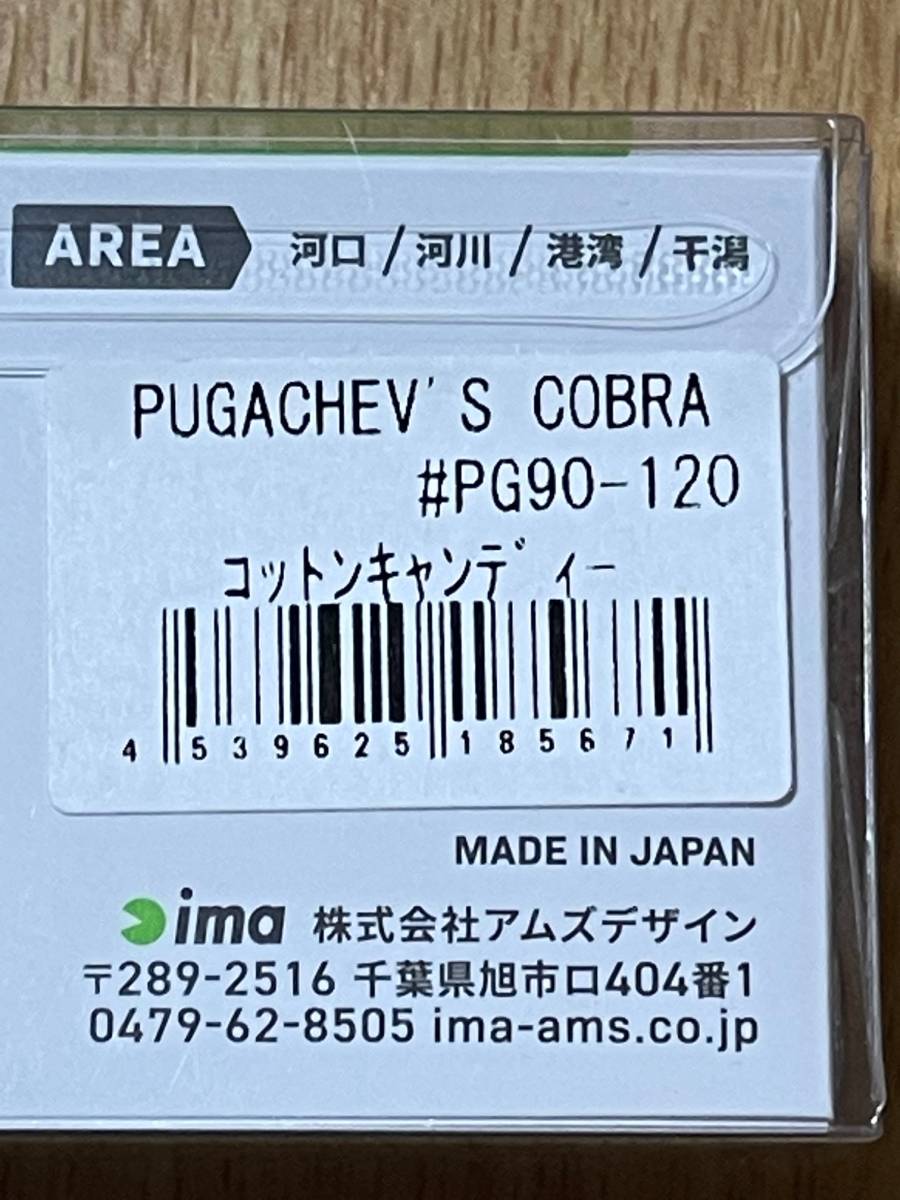 AREA 河口 / 河川 / 港湾 / 干潟
PUGACHEV'S COBRA
#PG90-120
コットンキャンディー
4 539625 185671
MADE IN JAPAN
ima 株式会社アムズデザイン
〒289-2516 千葉県旭市ロ404番1
0479-62-8505 ima-ams.co.jp